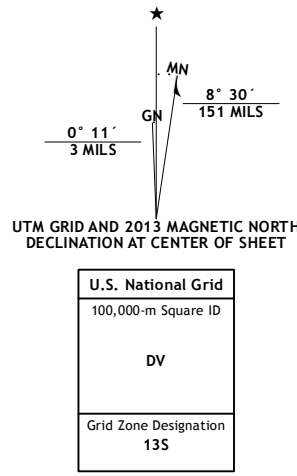 ★
MN
GN
8° 30´
151 MILS
0° 11´
3 MILS
UTM GRID AND 2013 MAGNETIC NORTH
DECLINATION AT CENTER OF SHEET
U.S. National Grid
100,000-m Square ID
DV
Grid Zone Designation
13S